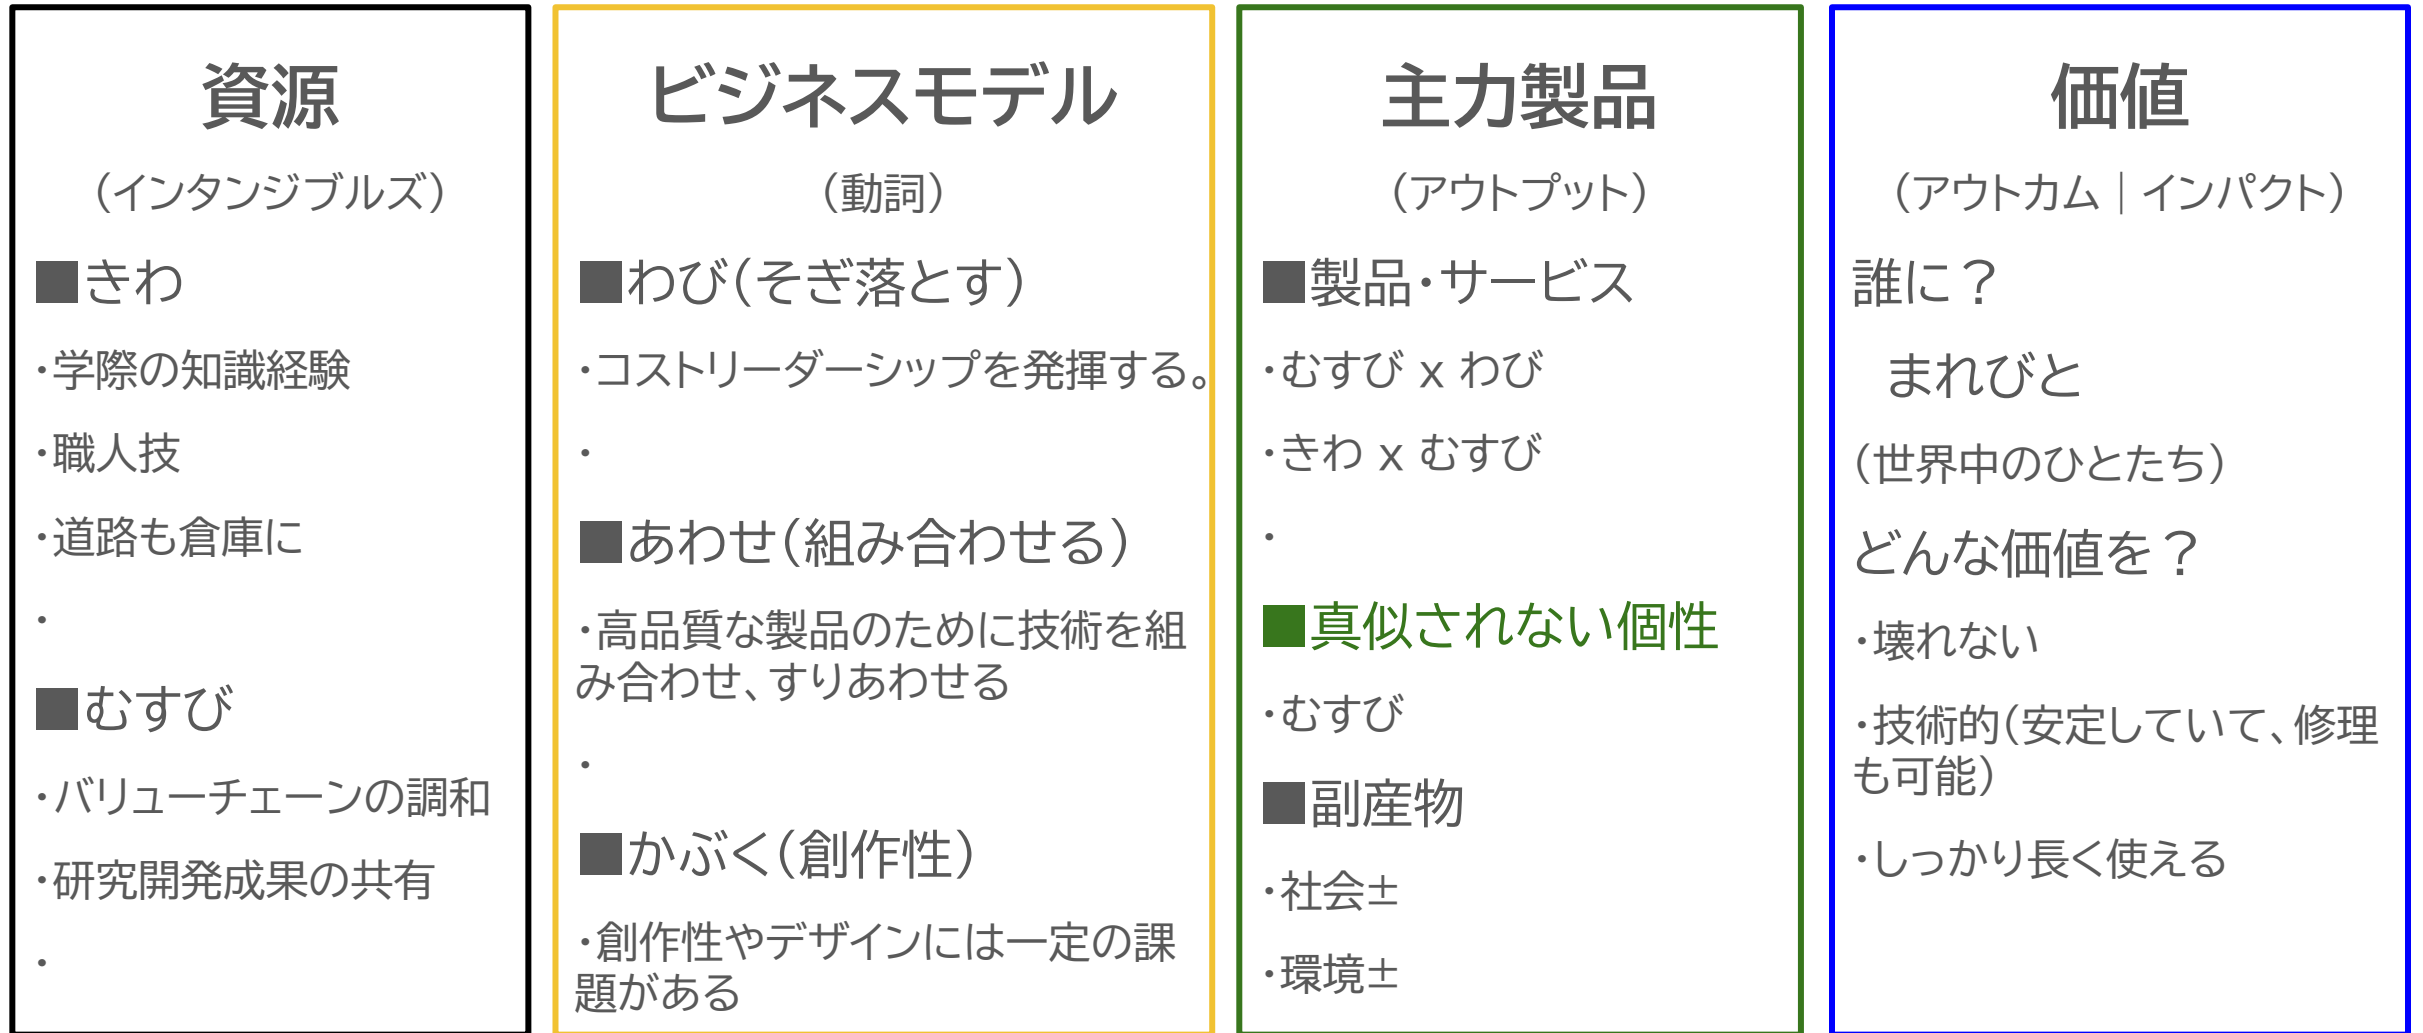 資源
（インタンジブルズ）
■きわ
・学際の知識経験
・職人技
・道路も倉庫に
・
■むすび
・バリューチェーンの調和
・研究開発成果の共有
・
ビジネスモデル
（動詞）
■わび（そぎ落とす）
・コストリーダーシップを発揮する。
・
■あわせ（組み合わせる）
・高品質な製品のために技術を組
み合わせ、すりあわせる
・
■かぶく（創作性）
・創作性やデザインには一定の課
題がある
主力製品
（アウトプット）
■製品・サービス
・むすび x わび
・きわ x むすび
・
■真似されない個性
・むすび
■副産物
・社会±
・環境±
価値
（アウトカム｜インパクト）
誰に？
まれびと
（世界中のひとたち）
どんな価値を？
・壊れない
・技術的（安定していて、修理
も可能）
・しっかり長く使える